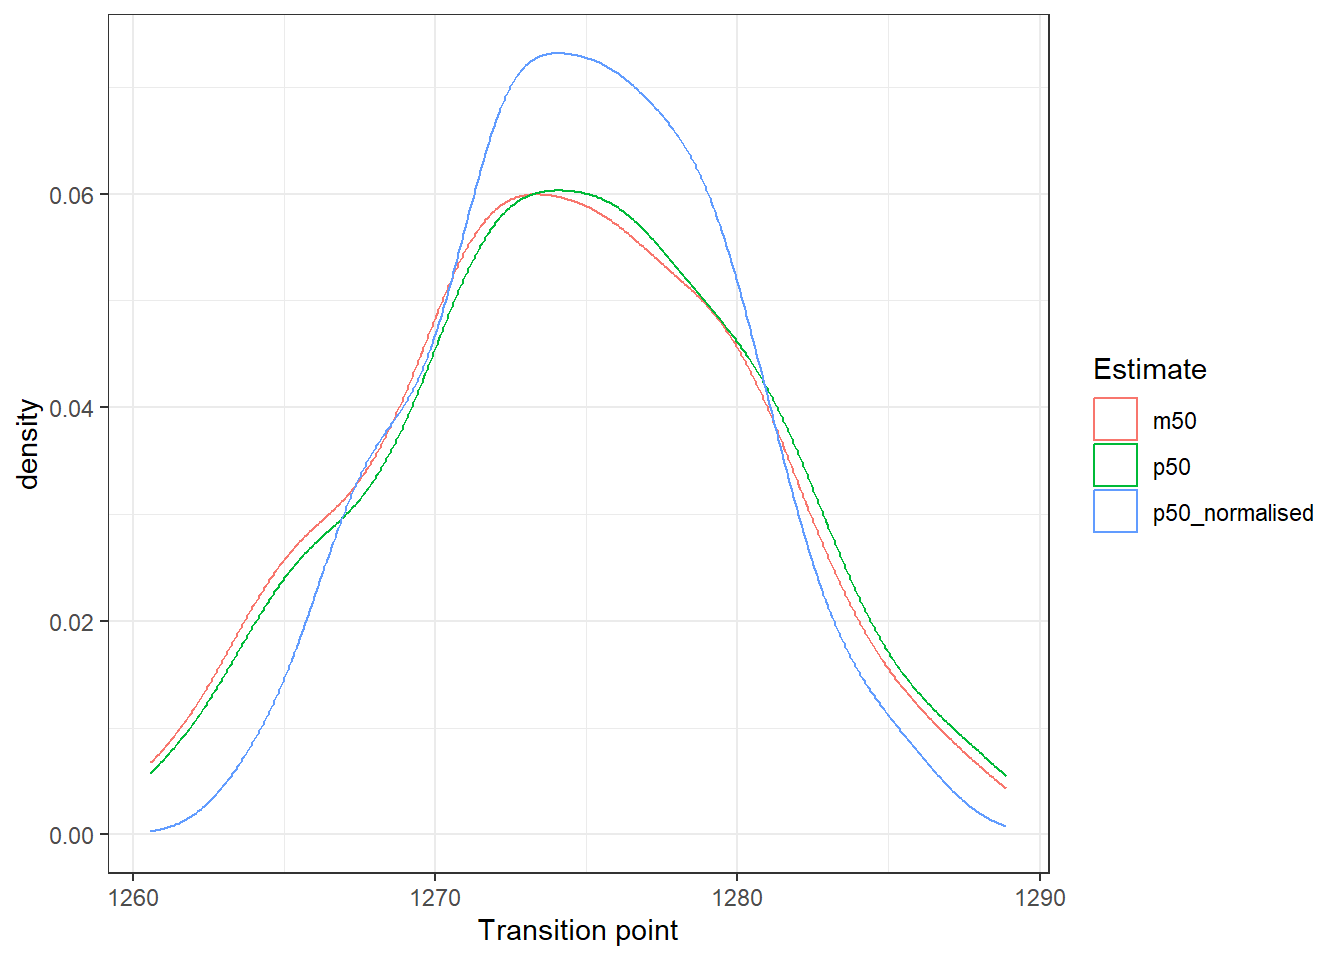 0.06
0.04
0.02
0.00
density
1260
1270
1280
1290
Transition point
Estimate
m50
p50
p50_normalised